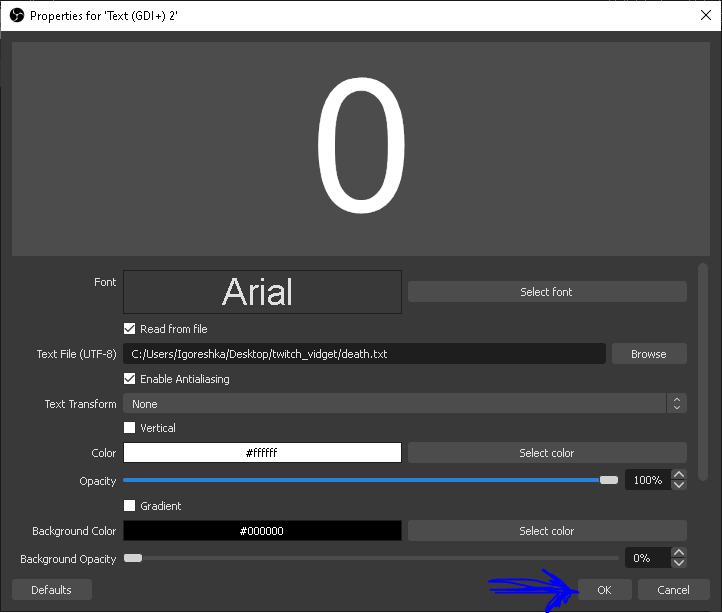 Properties for 'Text (GDI+) 2'
0
Font Arial Select font
Read from file
Text File (UTF-8) C:/Users/Igoreshka/Desktop/twitch_vidget/death.txt Browse
Enable Antialiasing
Text Transform None
Vertical
Color #ffffff Select color
Opacity 100%
Gradient
Background Color #000000 Select color
Background Opacity 0%
Defaults OK Cancel